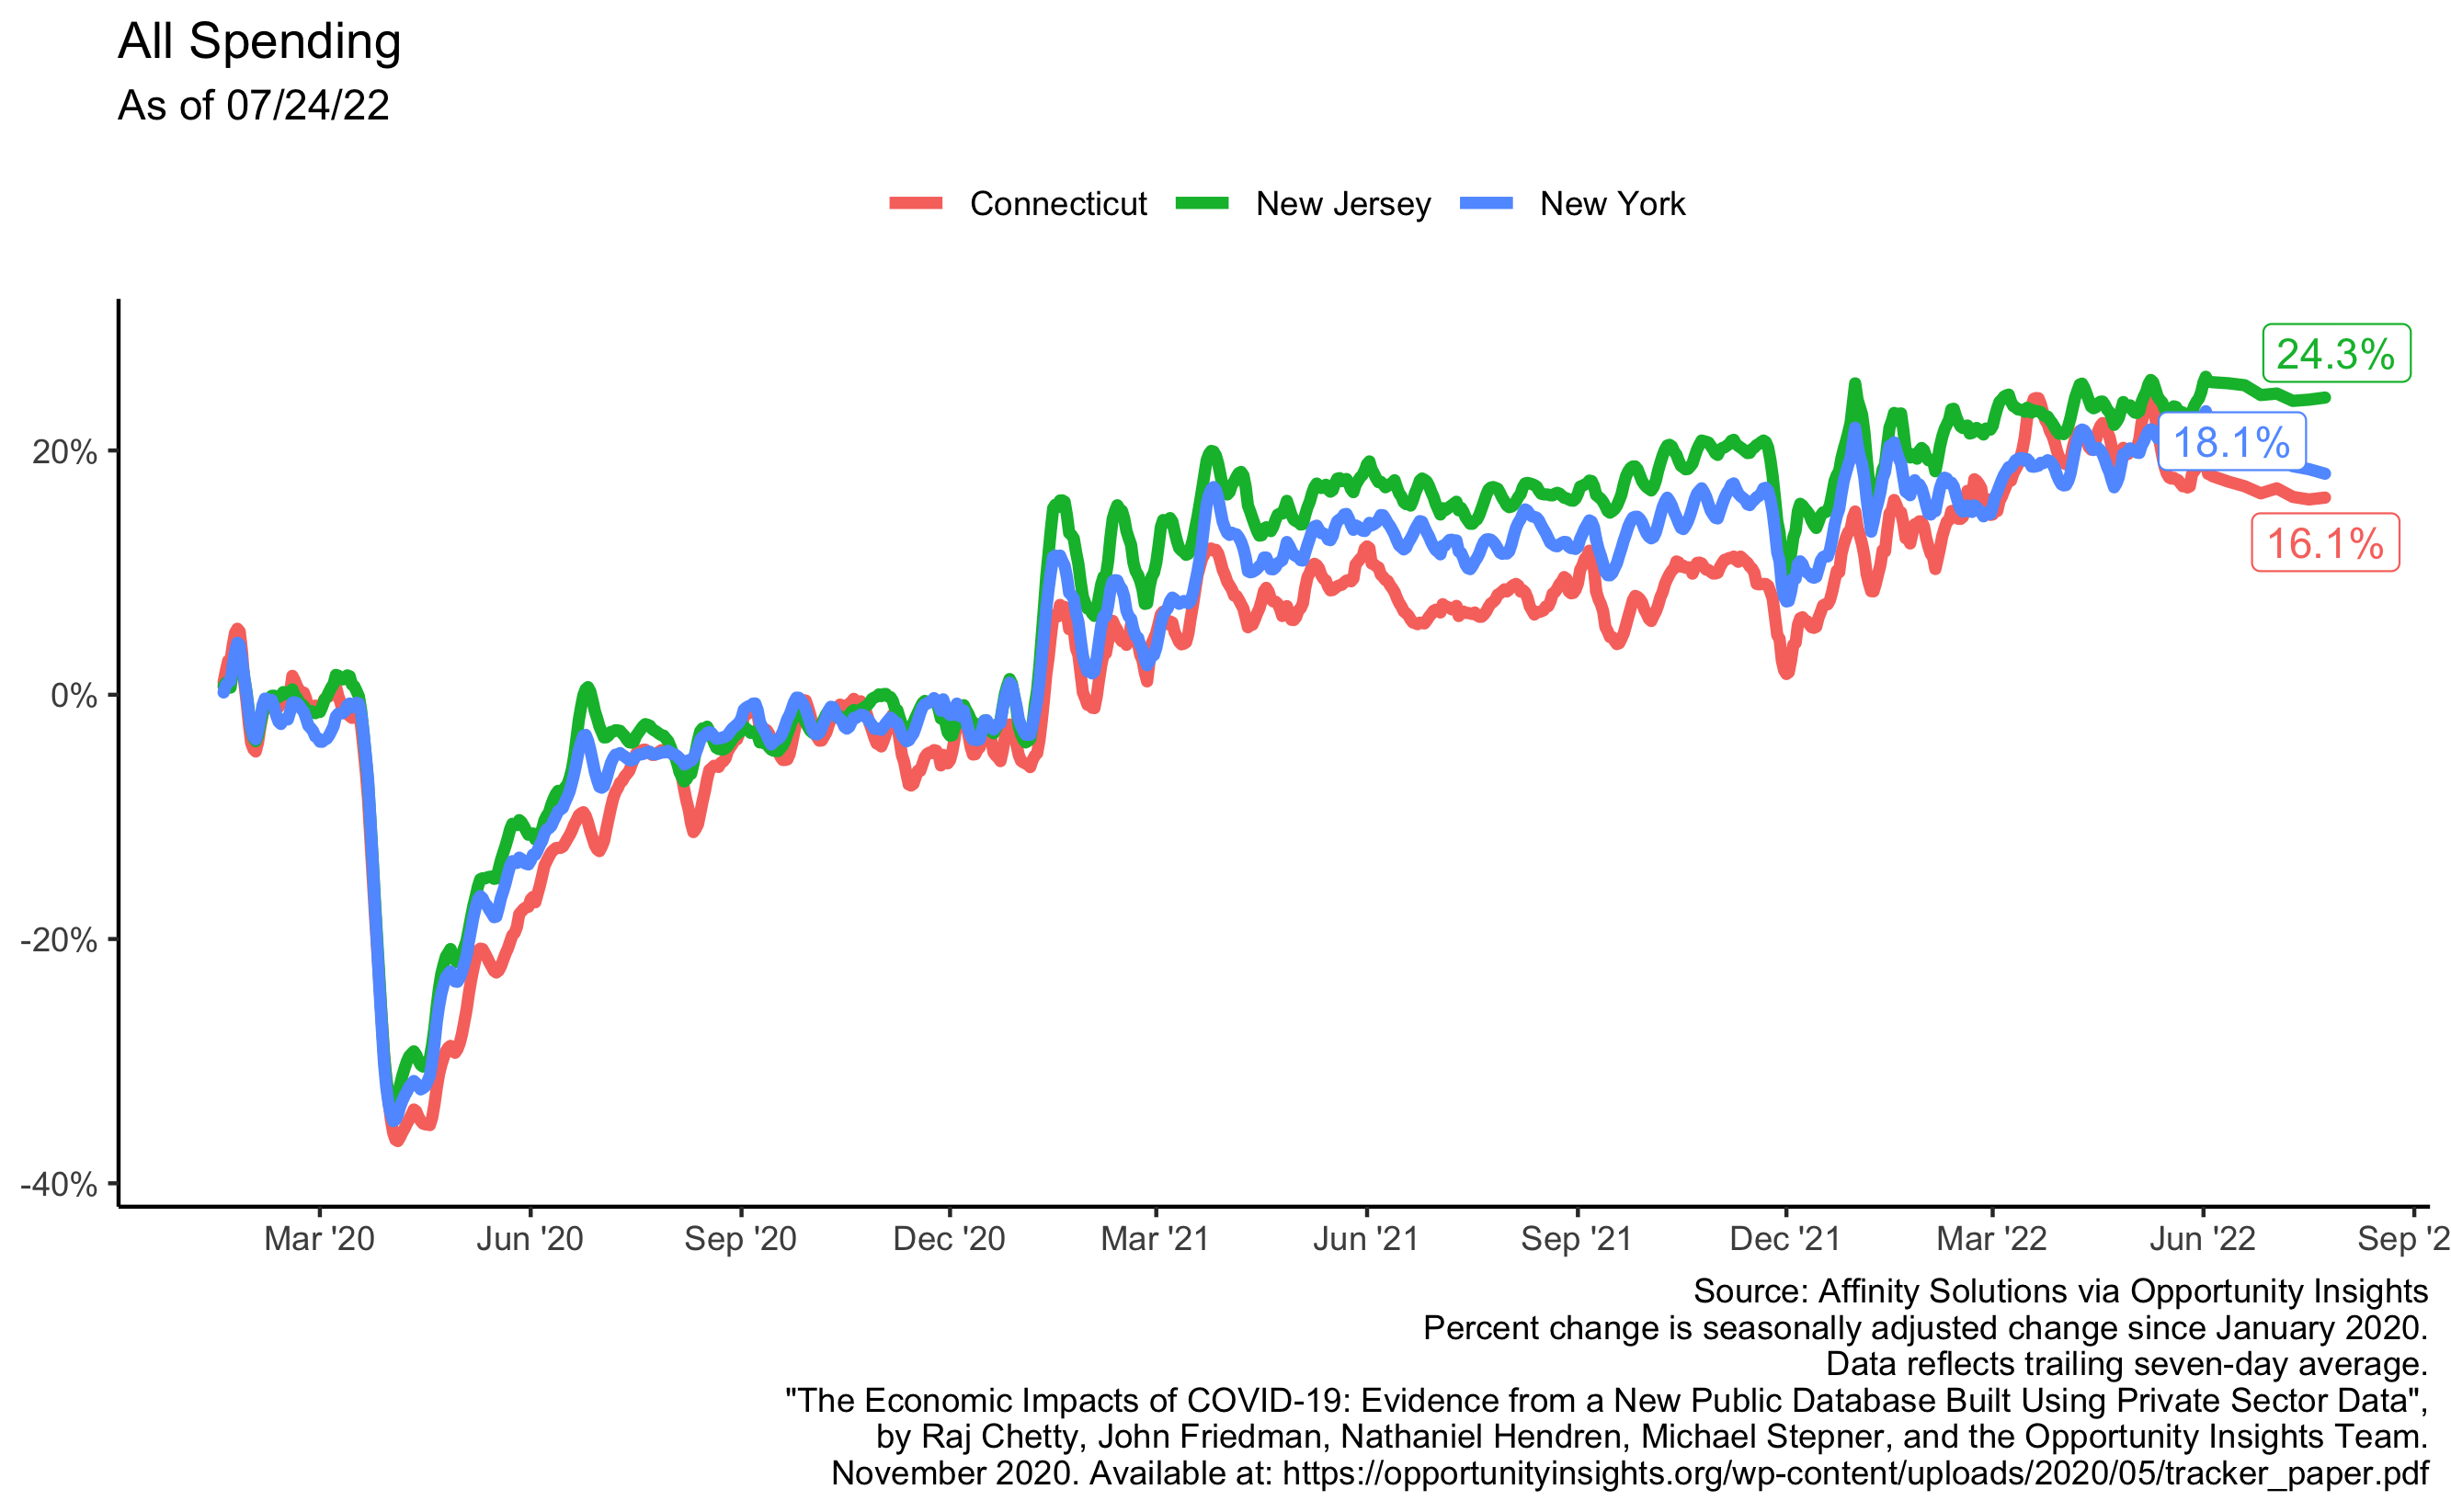 All Spending
As of 07/24/22
Connecticut New Jersey New York
24.3%
18.1%
16.1%
20%
0%
-20%
-40%
Mar '20 Jun '20 Sep '20 Dec '20 Mar '21 Jun '21 Sep '21 Dec '21 Mar '22 Jun '22 Sep '2
Source: Affinity Solutions via Opportunity Insights
Percent change is seasonally adjusted change since January 2020.
Data reflects trailing seven-day average.
"The Economic Impacts of COVID-19: Evidence from a New Public Database Built Using Private Sector Data",
by Raj Chetty, John Friedman, Nathaniel Hendren, Michael Stepner, and the Opportunity Insights Team.
November 2020. Available at: https://opportunityinsights.org/wp-content/uploads/2020/05/tracker_paper.pdf